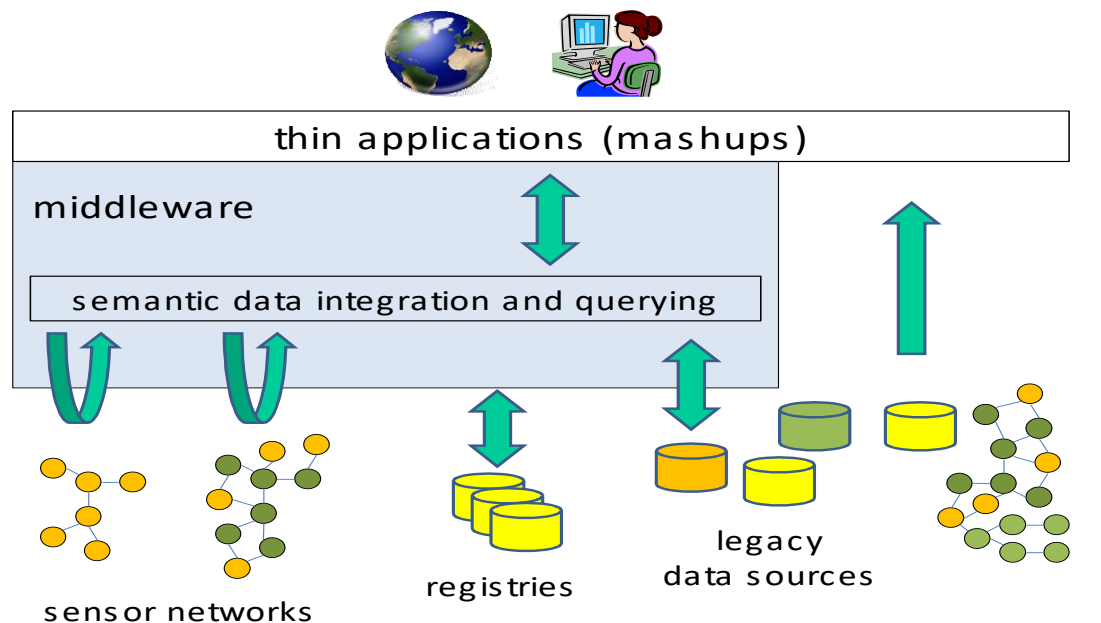 thin applications (mashups)
middleware
semantic data integration and querying
legacy
data sources
registries
sensor networks